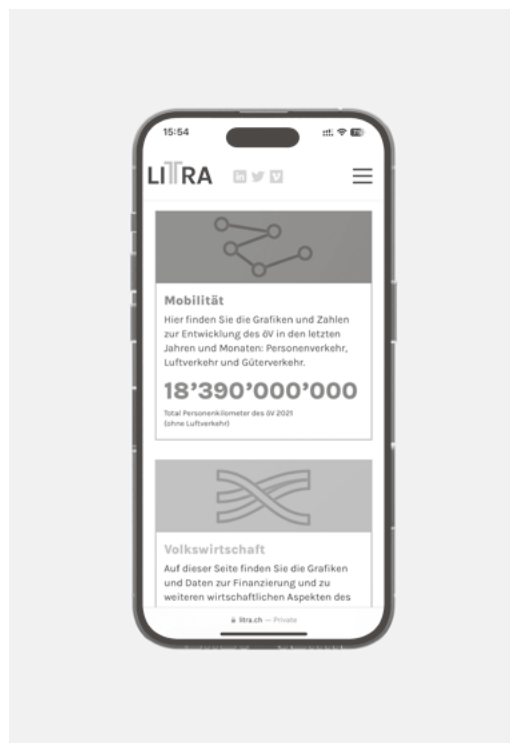 15:54
LITRA
Mobilität
Hier finden Sie die Grafiken und Zahlen
zur Entwicklung des öV in den letzten
Jahren und Monaten: Personenverkehr,
Luftverkehr und Güterverkehr.
18’390’000’000
Total Personenkilometer des öV 2021
(ohne Luftverkehr)
Volkswirtschaft
Auf dieser Seite finden Sie die Grafiken
und Daten zur Finanzierung und zu
weiteren wirtschaftlichen Aspekten des
litra.ch — Private